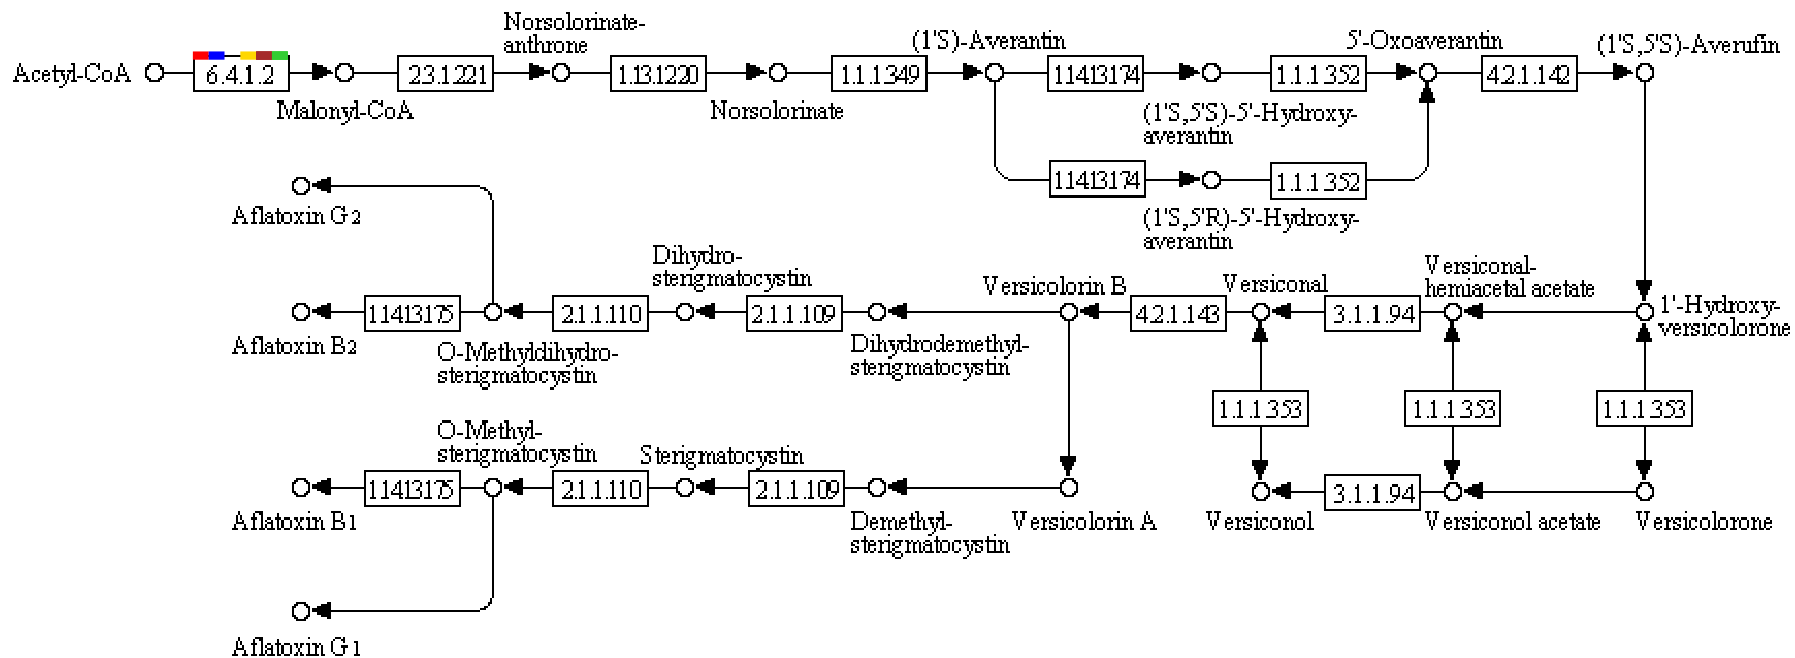 Norsolorinate-
anthrone
(1'S)-Averantin
5'-Oxoaverantin
(1'S,5'S)-Averufin
Acetyl-CoA
6.4.1.2
2.3.1.221
1.13.12.20
1.1.1.349
1.14.13.174
1.1.1.352
4.2.1.142
Malonyl-CoA
Norsolorinate
(1'S,5'S)-5'-Hydroxy-
averantin
1.14.13.174
1.1.1.352
(1'S,5'R)-5'-Hydroxy-
averantin
Aflatoxin G2
Dihydro-
sterigmatocystin
Versicolorin B
Versiconal
Versiconal-
hemiacetal acetate
1.14.13.175
2.1.1.110
2.1.1.109
4.2.1.143
3.1.1.94
1'-Hydroxy-
versicolorone
Aflatoxin B2
O-Methyldihydro-
sterigmatocystin
Dihydrodemethyl-
sterigmatocystin
1.1.1.353
1.1.1.353
1.1.1.353
O-Methyl-
sterigmatocystin
Sterigmatocystin
1.14.13.175
2.1.1.110
2.1.1.109
3.1.1.94
Aflatoxin B1
Demethyl-
sterigmatocystin
Versicolorin A
Versiconol
Versiconol acetate
Versicolorone
Aflatoxin G1